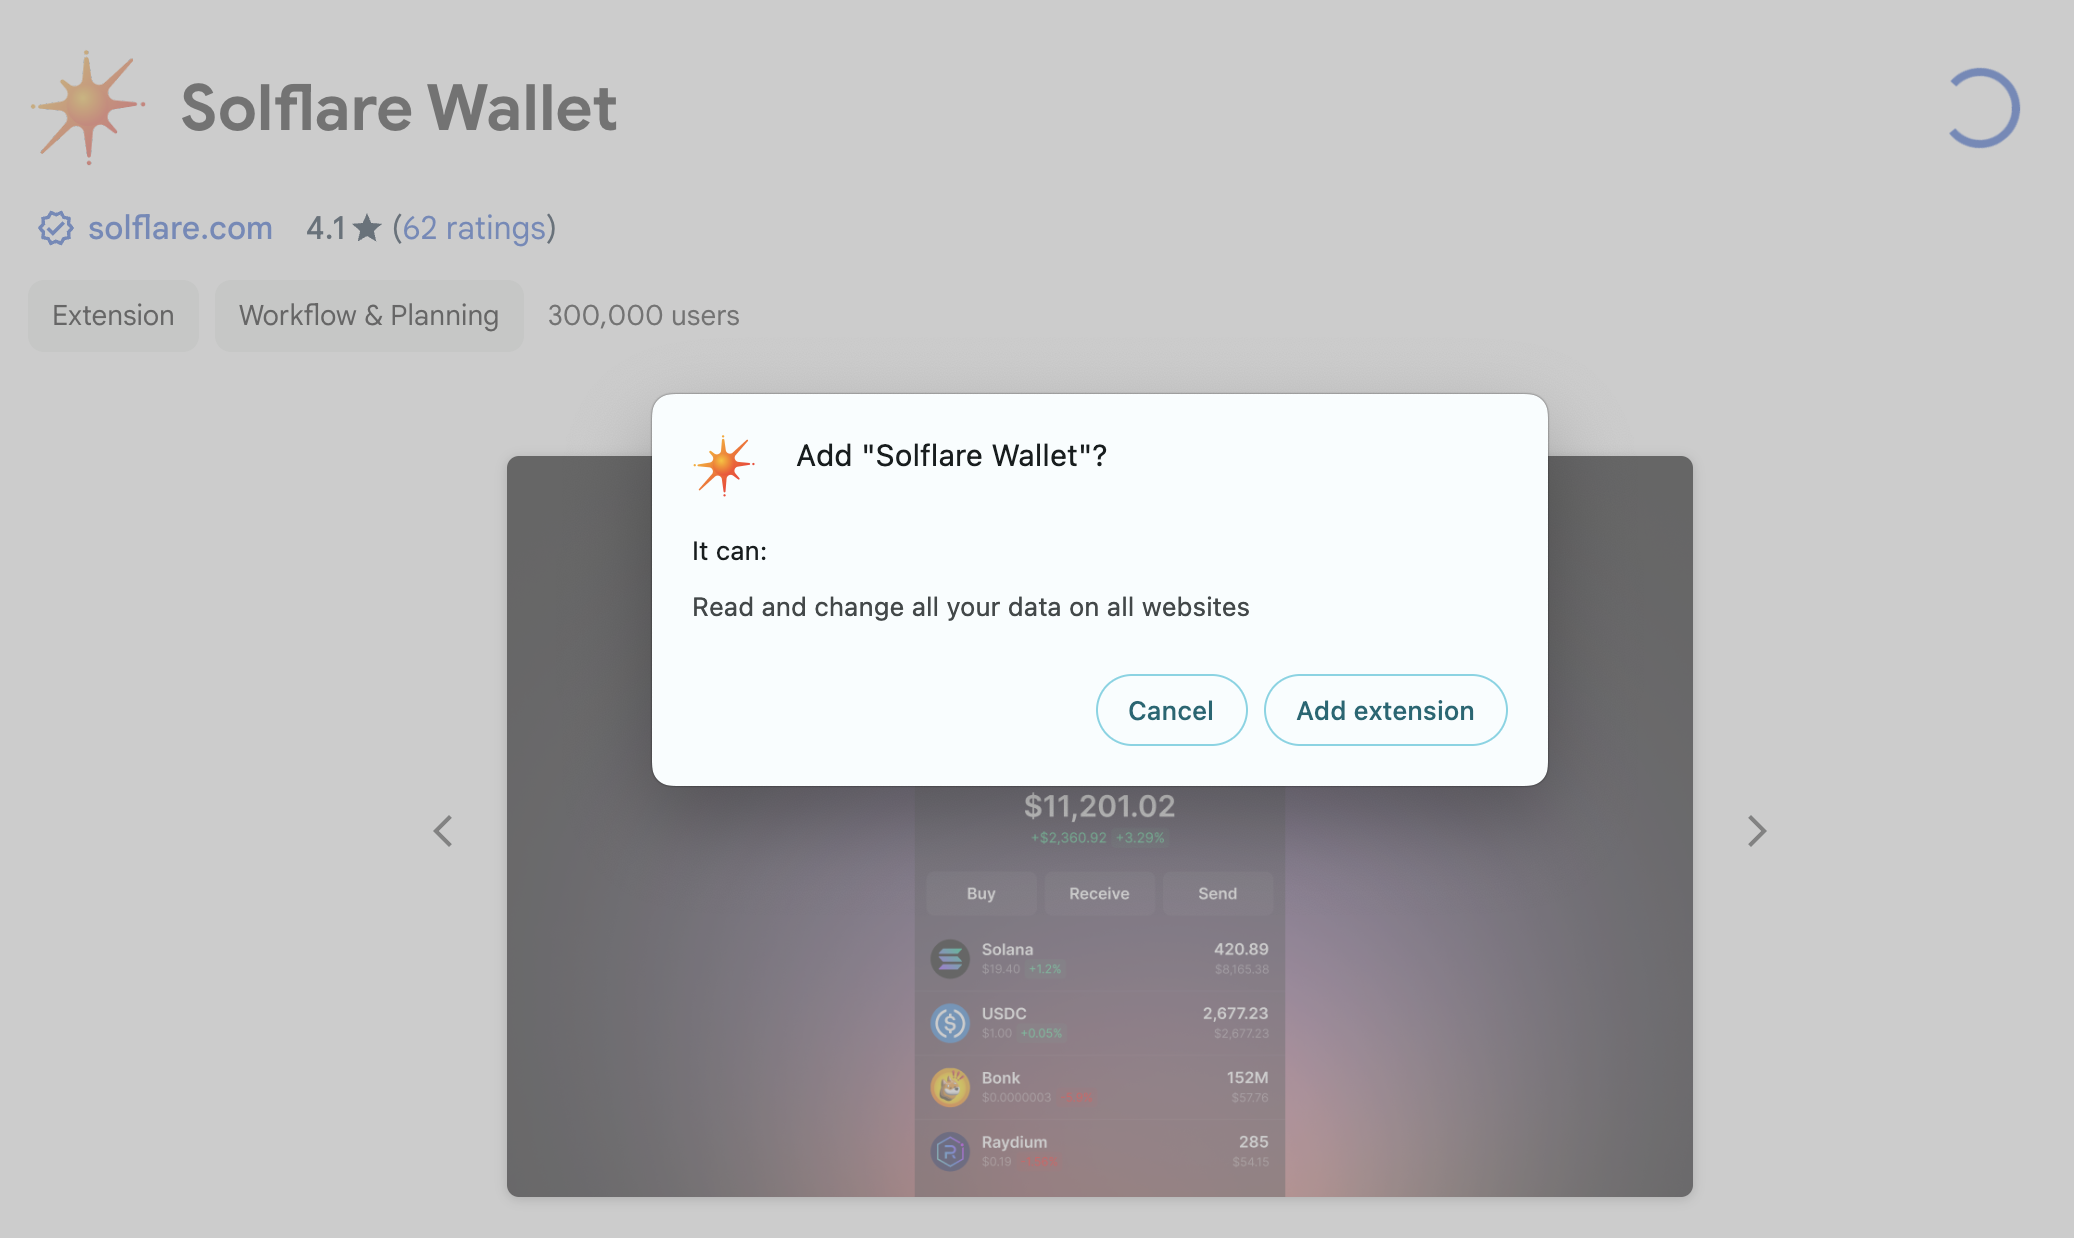 Solflare Wallet
solflare.com 4.1★ (62 ratings)
Extension Workflow & Planning 300,000 users
Add "Solflare Wallet"?
It can:
Read and change all your data on all websites
Cancel Add extension
$11,201.02
+$2,360.92 +3.29%
Buy Receive Send
Solana 420.89
$19.40 +1.2% $8,165.38
USDC 2,677.23
$1.00 +0.05% $2,677.23
Bonk 152M
$0.0000003 $57.76
Raydium 285
$0.19 $54.15